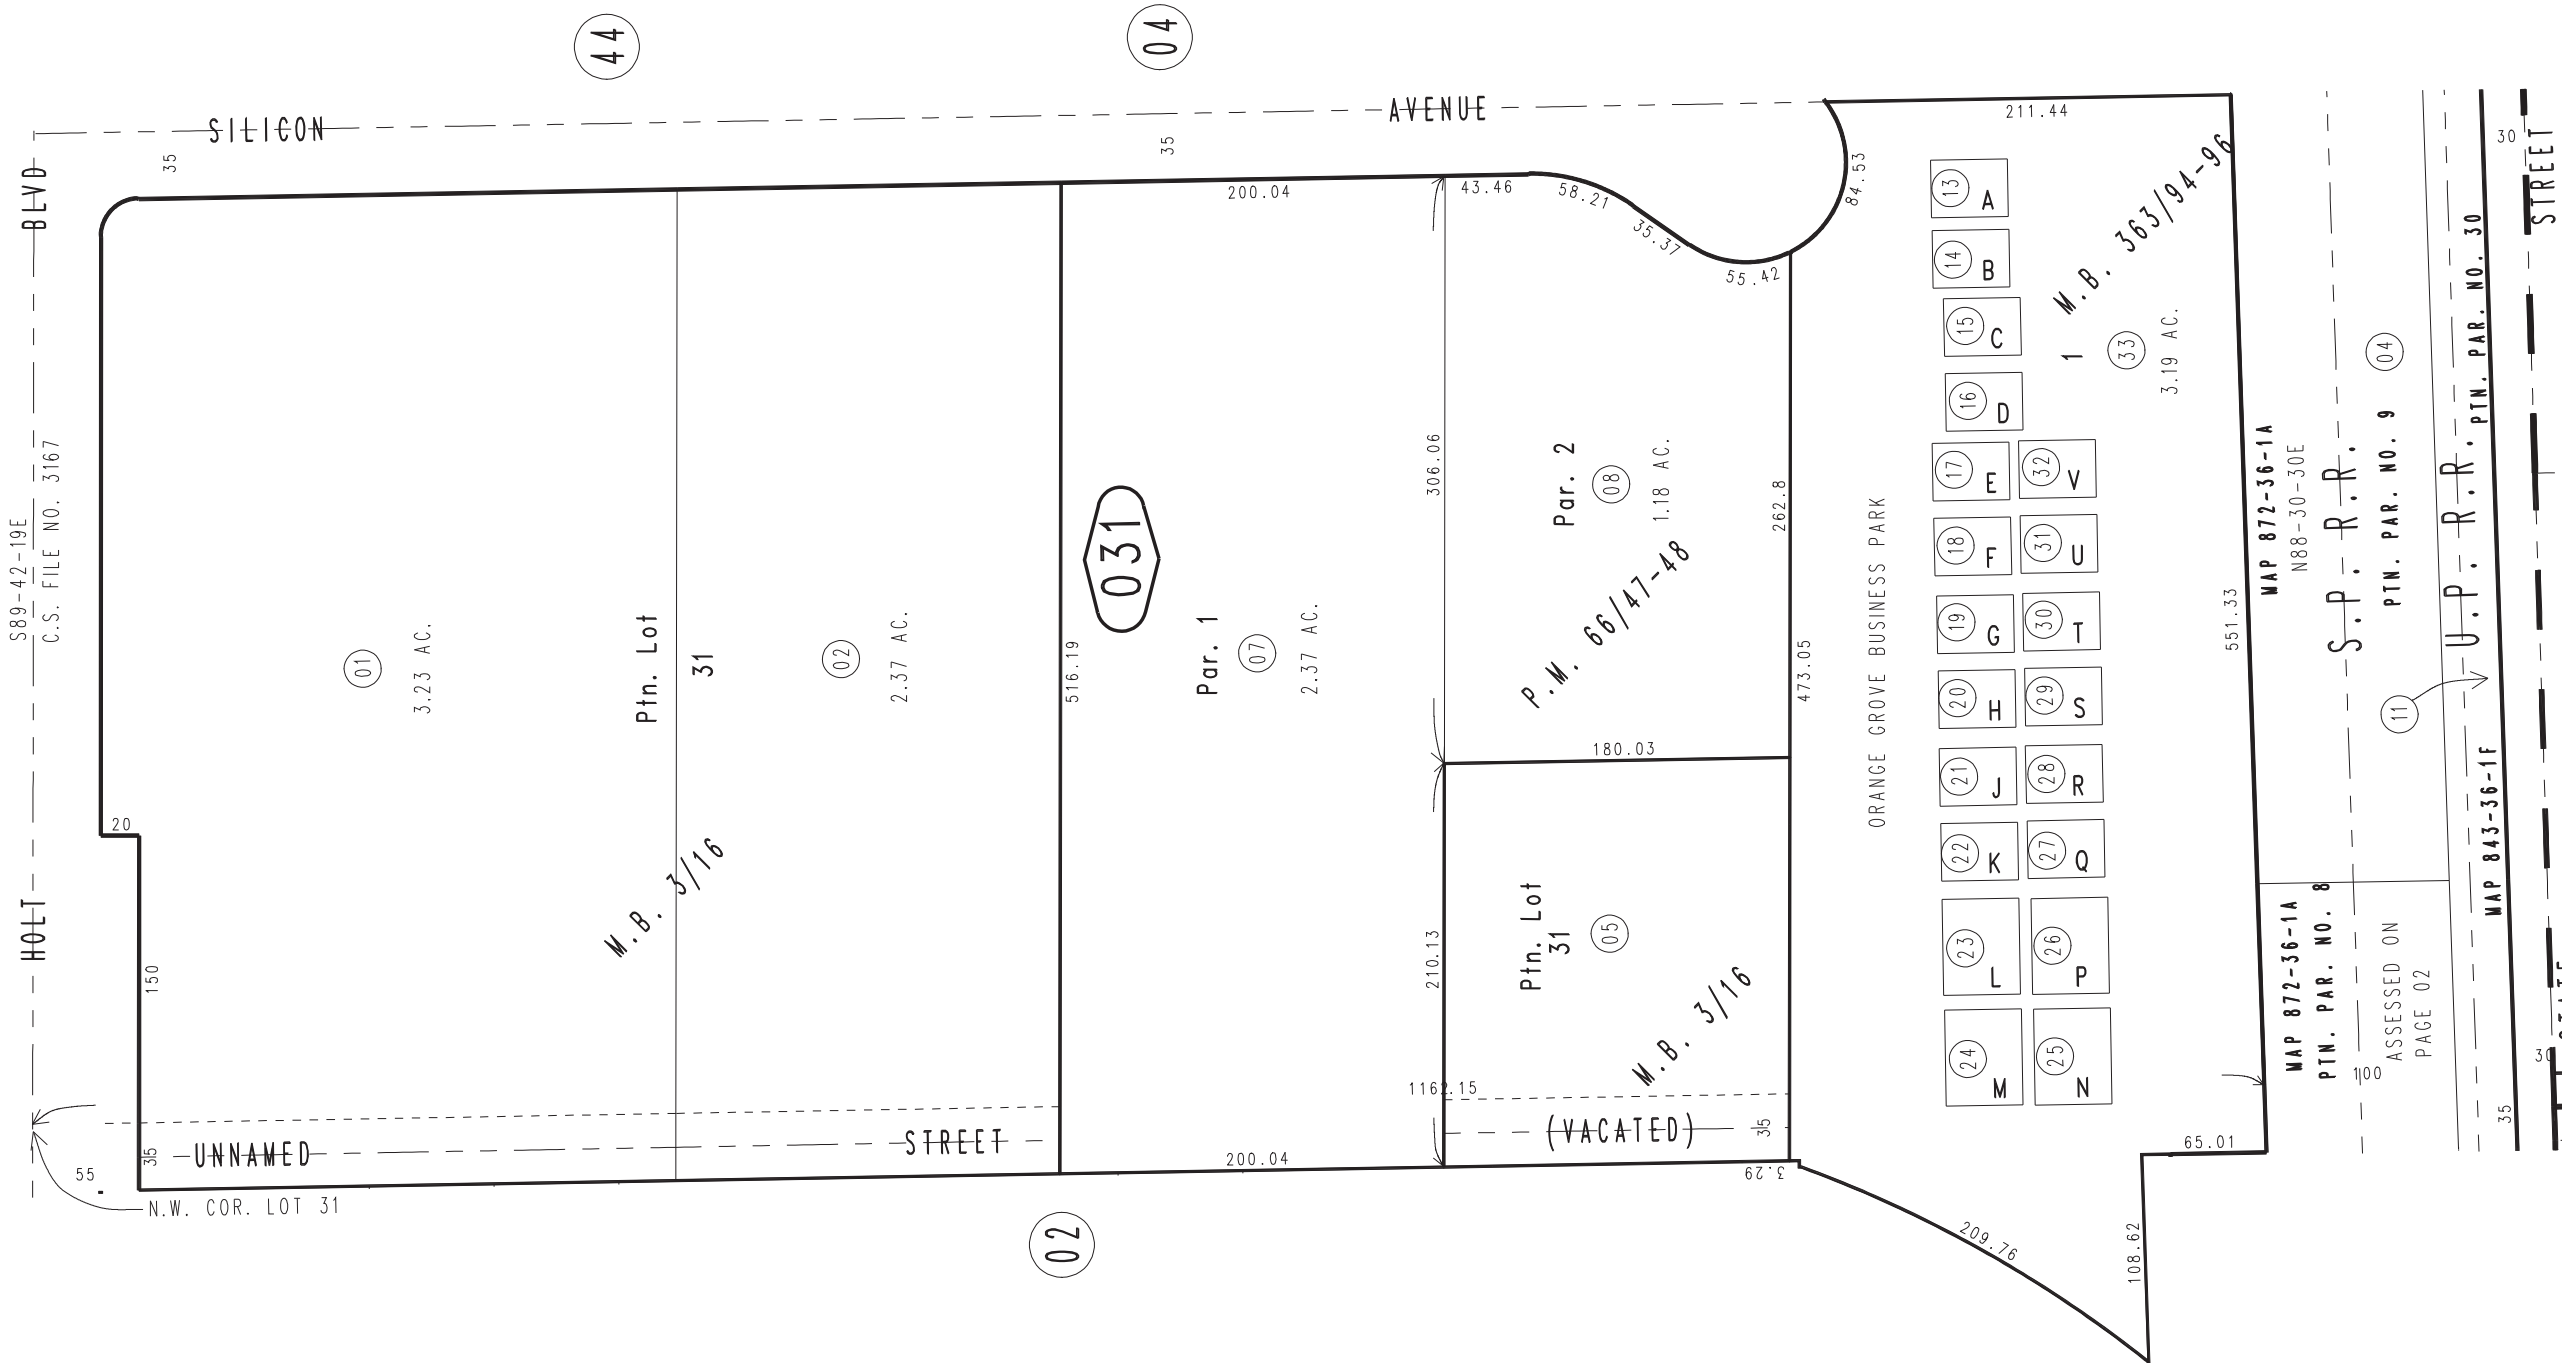 44
04
HOLT
BLVD
S89-42-19E
C.S. FILE NO. 3167
SILICON
AVENUE
35
35
20
150
55
35
N.W. COR. LOT 31
UNNAMED
STREET
01
3.23 AC.
Ptn. Lot
31
M.B. 3/16
02
2.37 AC.
516.19
031
Par. 1
07
2.37 AC.
200.04
200.04
43.46
58.21
35.37
55.42
84.53
211.44
306.06
Par. 2
08
1.18 AC.
P.M. 66/47-48
262.8
180.03
473.05
210.13
Ptn. Lot
31
05
M.B. 3/16
1162.15
(VACATED)
35
3.29
02
ORANGE GROVE BUSINESS PARK
13
A
14
B
15
C
16
D
17
E
18
F
19
G
20
H
21
J
22
K
23
L
24
M
25
N
26
P
27
Q
28
R
29
S
30
T
31
U
32
V
M.B. 363/94-96
1
33
3.19 AC.
551.33
65.01
108.62
209.76
MAP 872-36-1A
N88-30-30E
S.P. R.R.
PTN. PAR. NO. 9
04
U.P. R.R.
PTN. PAR. NO. 30
11
MAP 843-36-1F
MAP 872-36-1A
PTN. PAR. NO. 8
100
ASSESSED ON
PAGE 02
30
STREET
30
35